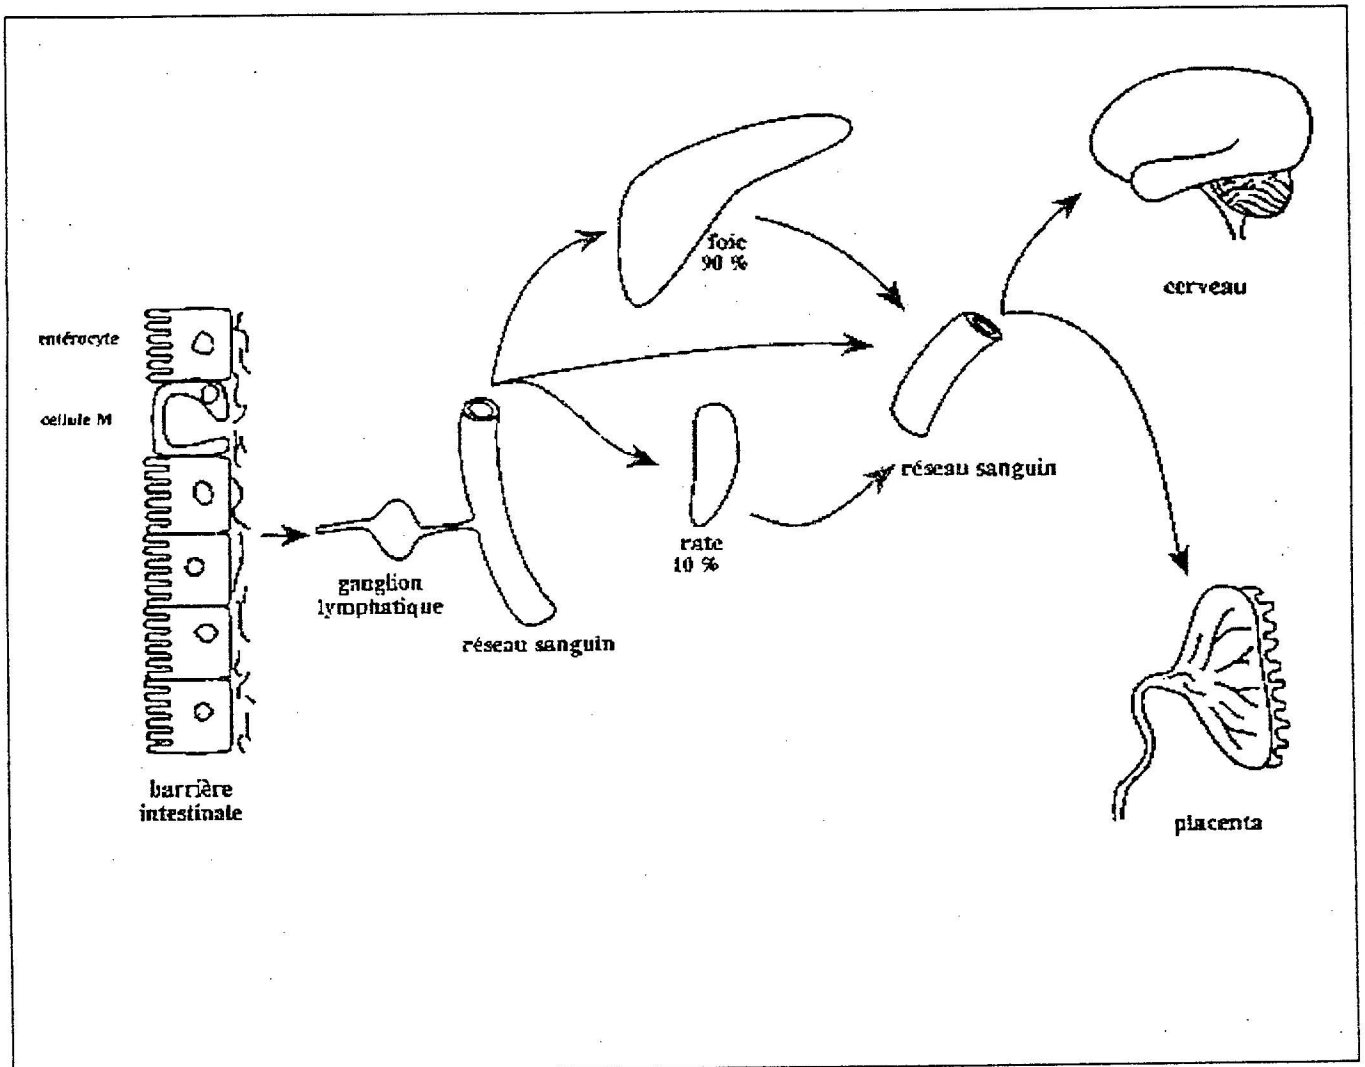 entérocyte
cellule M
barrière
intestinale
ganglion
lymphatique
réseau sanguin
foie
90 %
rate
10 %
réseau sanguin
cerveau
placenta